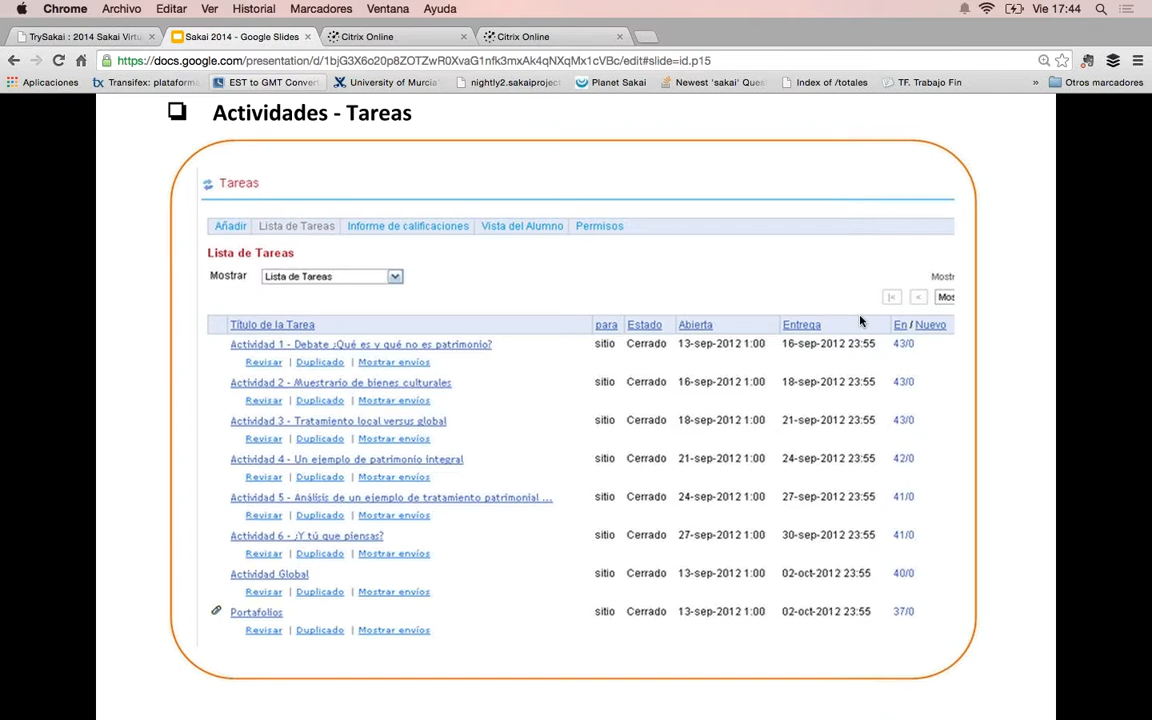 Chrome Archivo Editar Ver Historial Marcadores Ventana Ayuda Vie 17:44
TrySakai : 2014 Sakai Virtu Sakai 2014 - Google Slides Citrix Online Citrix Online
https://docs.google.com/presentation/d/1bjG3X6o20p8ZOTZwR0XvaG1nfk3mxAk4qNXqMx1cVBc/edit#slide=id.p15
Aplicaciones Transifex: plataform EST to GMT Convert University of Murcia nightly2.sakaiproject Planet Sakai Newest 'sakai' Ques Index of /totales TF. Trabajo Fin » Otros marcadores
Actividades - Tareas
Tareas
Añadir Lista de Tareas Informe de calificaciones Vista del Alumno Permisos
Lista de Tareas
Mostrar Lista de Tareas Mostr
|< < Mos
Título de la Tarea para Estado Abierta Entrega En / Nuevo
Actividad 1 - Debate ¿Qué es y qué no es patrimonio? sitio Cerrado 13-sep-2012 1:00 16-sep-2012 23:55 43/0
Revisar | Duplicado | Mostrar envíos
Actividad 2 - Muestrario de bienes culturales sitio Cerrado 16-sep-2012 1:00 18-sep-2012 23:55 43/0
Revisar | Duplicado | Mostrar envíos
Actividad 3 - Tratamiento local versus global sitio Cerrado 18-sep-2012 1:00 21-sep-2012 23:55 43/0
Revisar | Duplicado | Mostrar envíos
Actividad 4 - Un ejemplo de patrimonio integral sitio Cerrado 21-sep-2012 1:00 24-sep-2012 23:55 42/0
Revisar | Duplicado | Mostrar envíos
Actividad 5 - Análisis de un ejemplo de tratamiento patrimonial ... sitio Cerrado 24-sep-2012 1:00 27-sep-2012 23:55 41/0
Revisar | Duplicado | Mostrar envíos
Actividad 6 - ¿Y tú que piensas? sitio Cerrado 27-sep-2012 1:00 30-sep-2012 23:55 41/0
Revisar | Duplicado | Mostrar envíos
Actividad Global sitio Cerrado 13-sep-2012 1:00 02-oct-2012 23:55 40/0
Revisar | Duplicado | Mostrar envíos
Portafolios sitio Cerrado 13-sep-2012 1:00 02-oct-2012 23:55 37/0
Revisar | Duplicado | Mostrar envíos